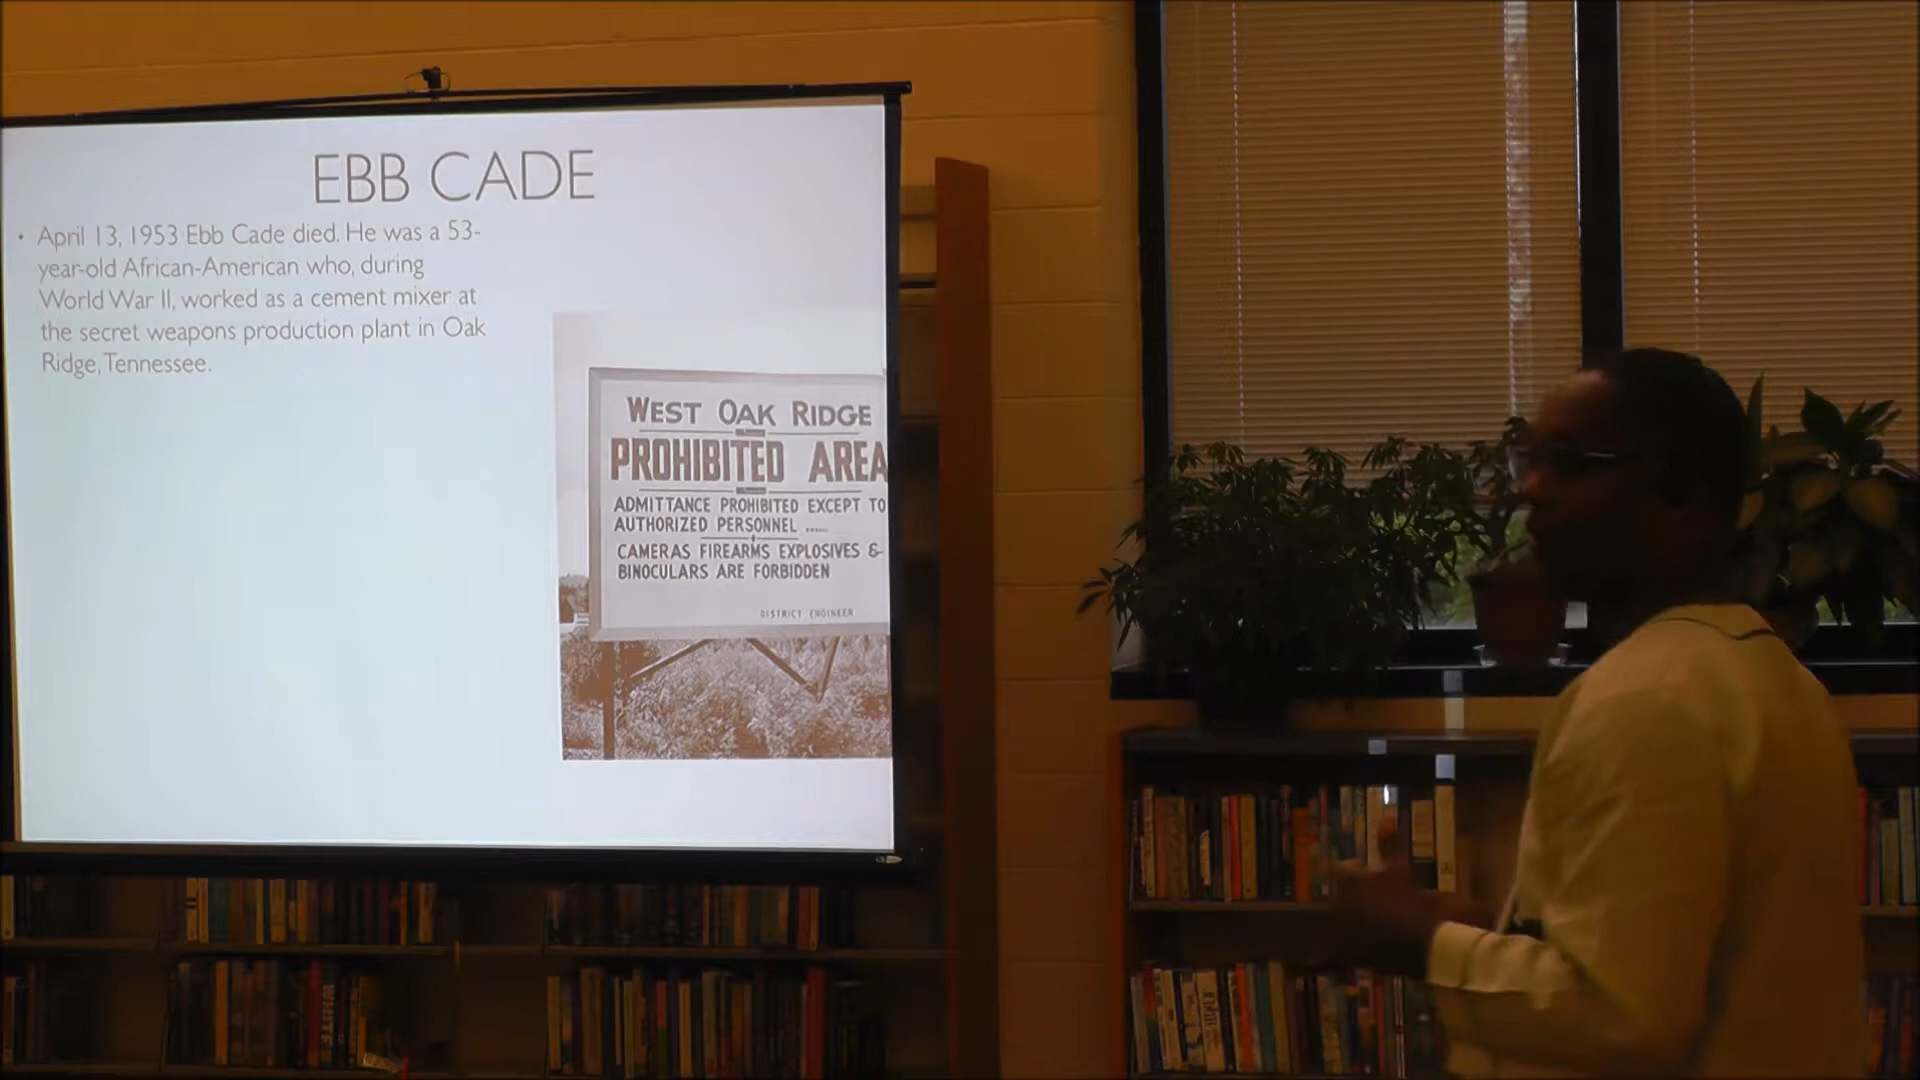 EBB CADE
• April 13, 1953 Ebb Cade died. He was a 53-
year-old African-American who, during
World War II, worked as a cement mixer at
the secret weapons production plant in Oak
Ridge, Tennessee.
WEST OAK RIDGE
PROHIBITED AREA
ADMITTANCE PROHIBITED EXCEPT TO
AUTHORIZED PERSONNEL ....
CAMERAS FIREARMS EXPLOSIVES &
BINOCULARS ARE FORBIDDEN
DISTRICT ENGINEER
WHITE